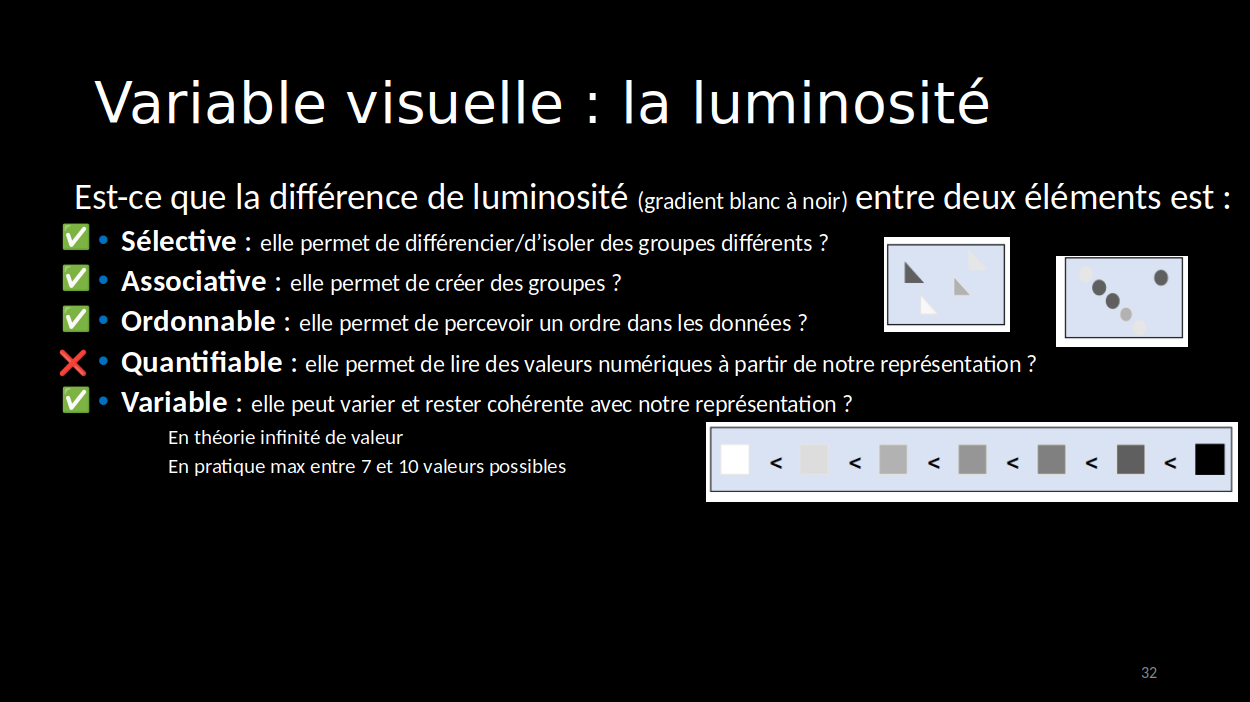 Variable visuelle : la luminosité
Est-ce que la différence de luminosité (gradient blanc à noir) entre deux éléments est :
✅ • Sélective : elle permet de différencier/d’isoler des groupes différents ?
✅ • Associative : elle permet de créer des groupes ?
✅ • Ordonnable : elle permet de percevoir un ordre dans les données ?
❌ • Quantifiable : elle permet de lire des valeurs numériques à partir de notre représentation ?
✅ • Variable : elle peut varier et rester cohérente avec notre représentation ?
En théorie infinité de valeur
En pratique max entre 7 et 10 valeurs possibles
< < < < < <
32